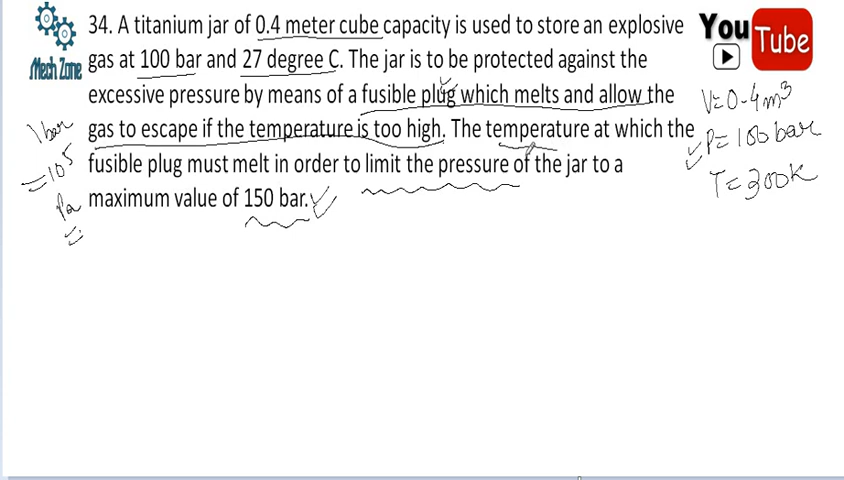 34. A titanium jar of 0.4 meter cube capacity is used to store an explosive
gas at 100 bar and 27 degree C. The jar is to be protected against the
excessive pressure by means of a fusible plug which melts and allow the
gas to escape if the temperature is too high. The temperature at which the
fusible plug must melt in order to limit the pressure of the jar to a
maximum value of 150 bar.
Mech Zone
1 bar
= 10⁵
Pa
You
Tube
V=0.4m³
P=100bar
T=300K